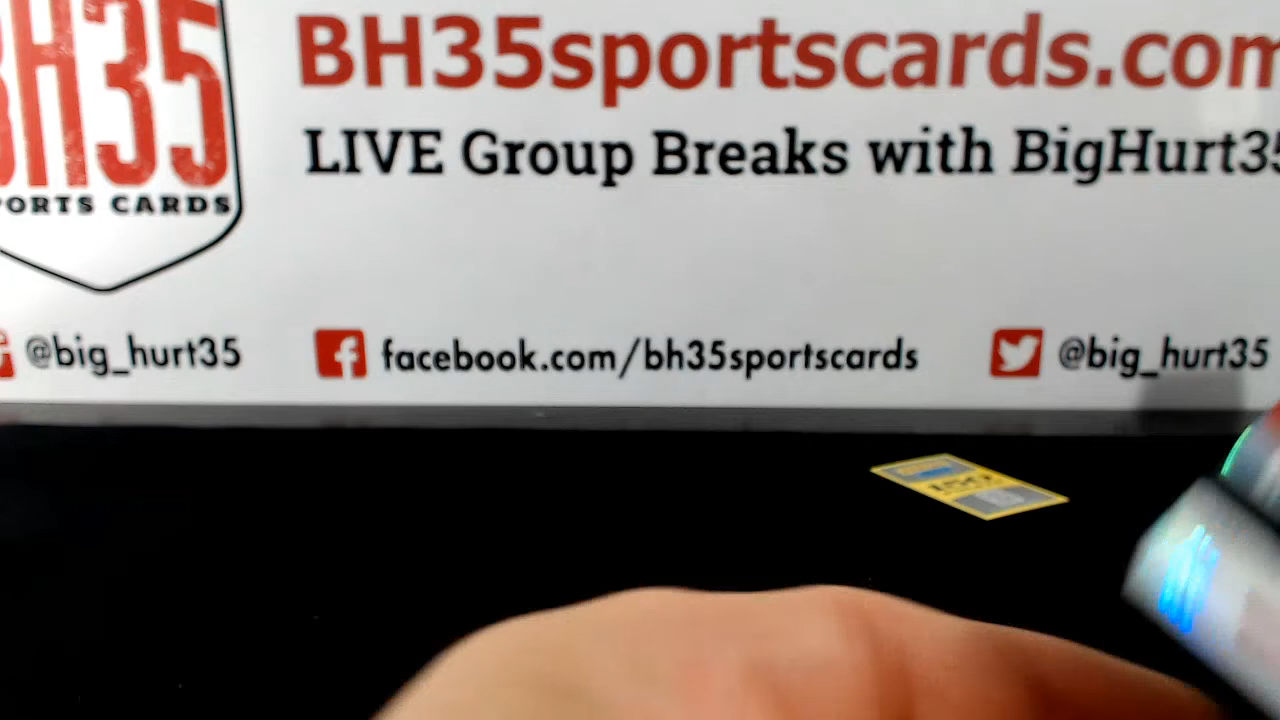 BH35
PORTS CARDS
BH35sportscards.com
LIVE Group Breaks with BigHurt35
@big_hurt35
facebook.com/bh35sportscards
@big_hurt35